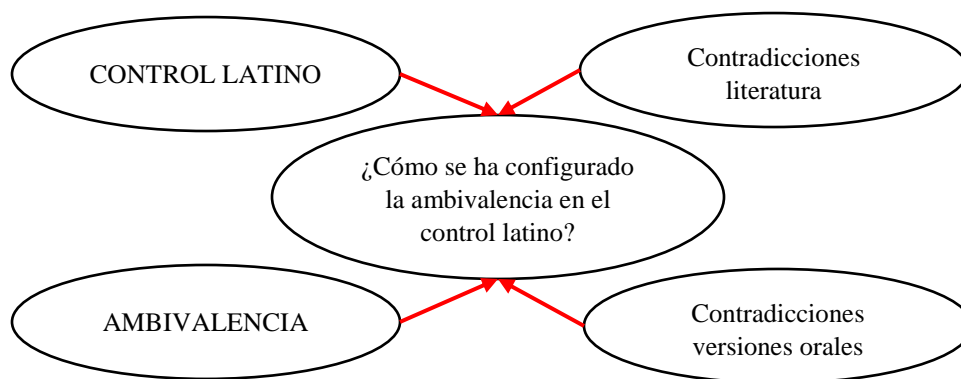 CONTROL LATINO
Contradicciones
literatura
¿Cómo se ha configurado
la ambivalencia en el
control latino?
AMBIVALENCIA
Contradicciones
versiones orales